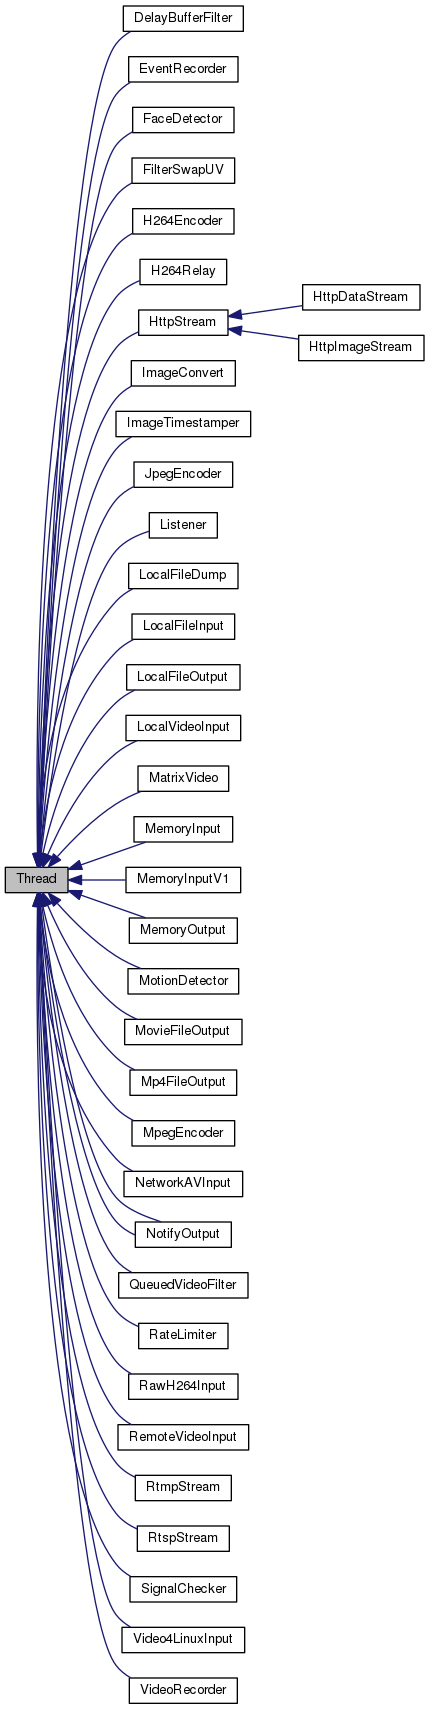 DelayBufferFilter
EventRecorder
FaceDetector
FilterSwapUV
H264Encoder
H264Relay
HttpStream
HttpDataStream
HttpImageStream
ImageConvert
ImageTimestamper
JpegEncoder
Listener
LocalFileDump
LocalFileInput
LocalFileOutput
LocalVideoInput
MatrixVideo
MemoryInput
Thread
MemoryInputV1
MemoryOutput
MotionDetector
MovieFileOutput
Mp4FileOutput
MpegEncoder
NetworkAVInput
NotifyOutput
QueuedVideoFilter
RateLimiter
RawH264Input
RemoteVideoInput
RtmpStream
RtspStream
SignalChecker
Video4LinuxInput
VideoRecorder